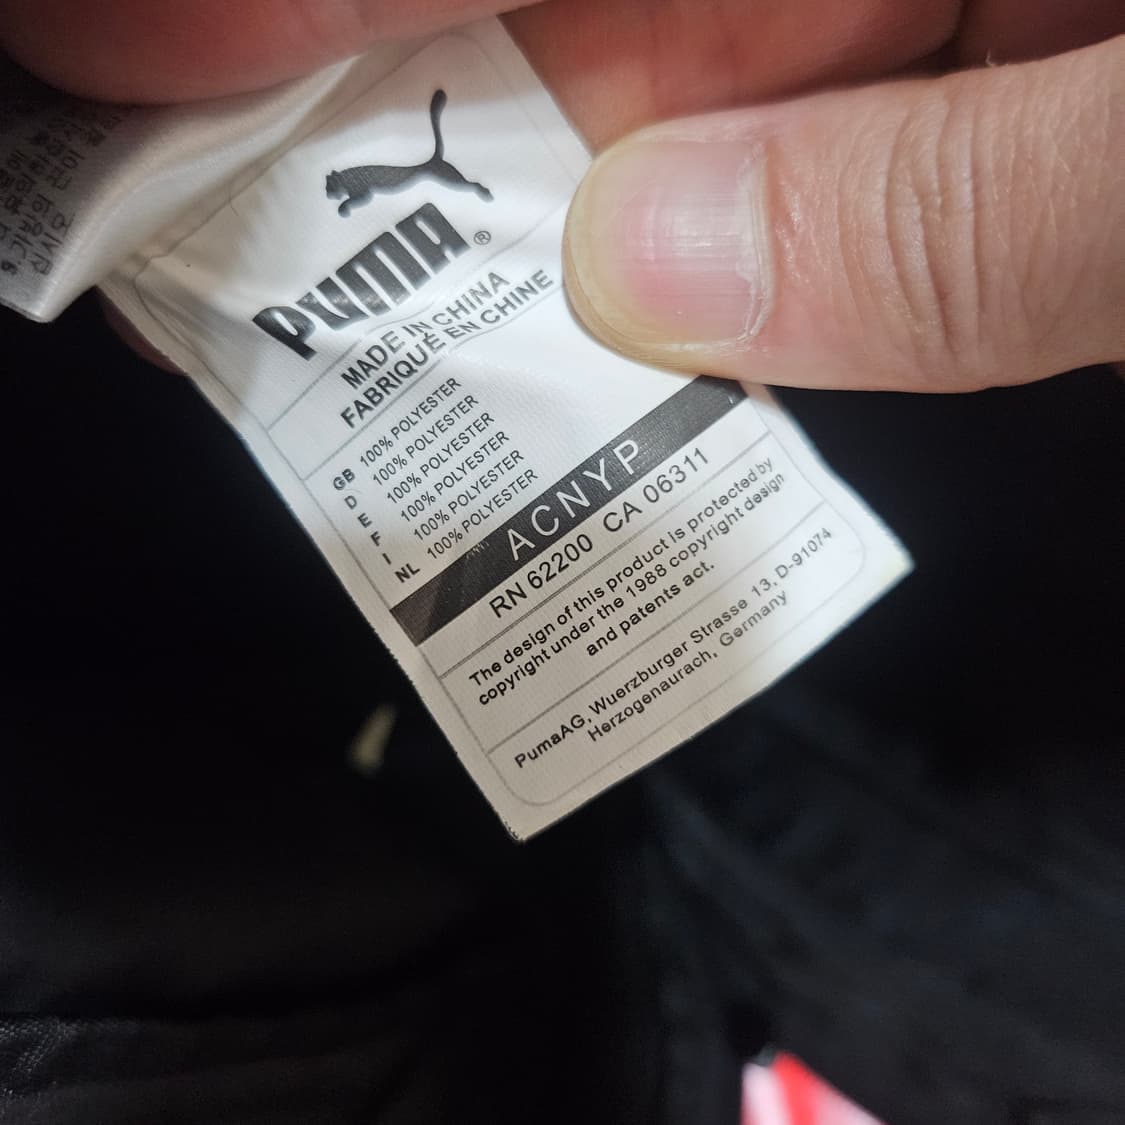 PUMA®
MADE IN CHINA
FABRIQUÉ EN CHINE
GB 100% POLYESTER
D 100% POLYESTER
E 100% POLYESTER
F 100% POLYESTER
I 100% POLYESTER
NL 100% POLYESTER
ACNYP
RN 62200 CA 06311
The design of this product is protected by
copyright under the 1988 copyright design
and patents act.
PumaAG, Wuerzburger Strasse 13, D-91074
Herzogenaurach, Germany